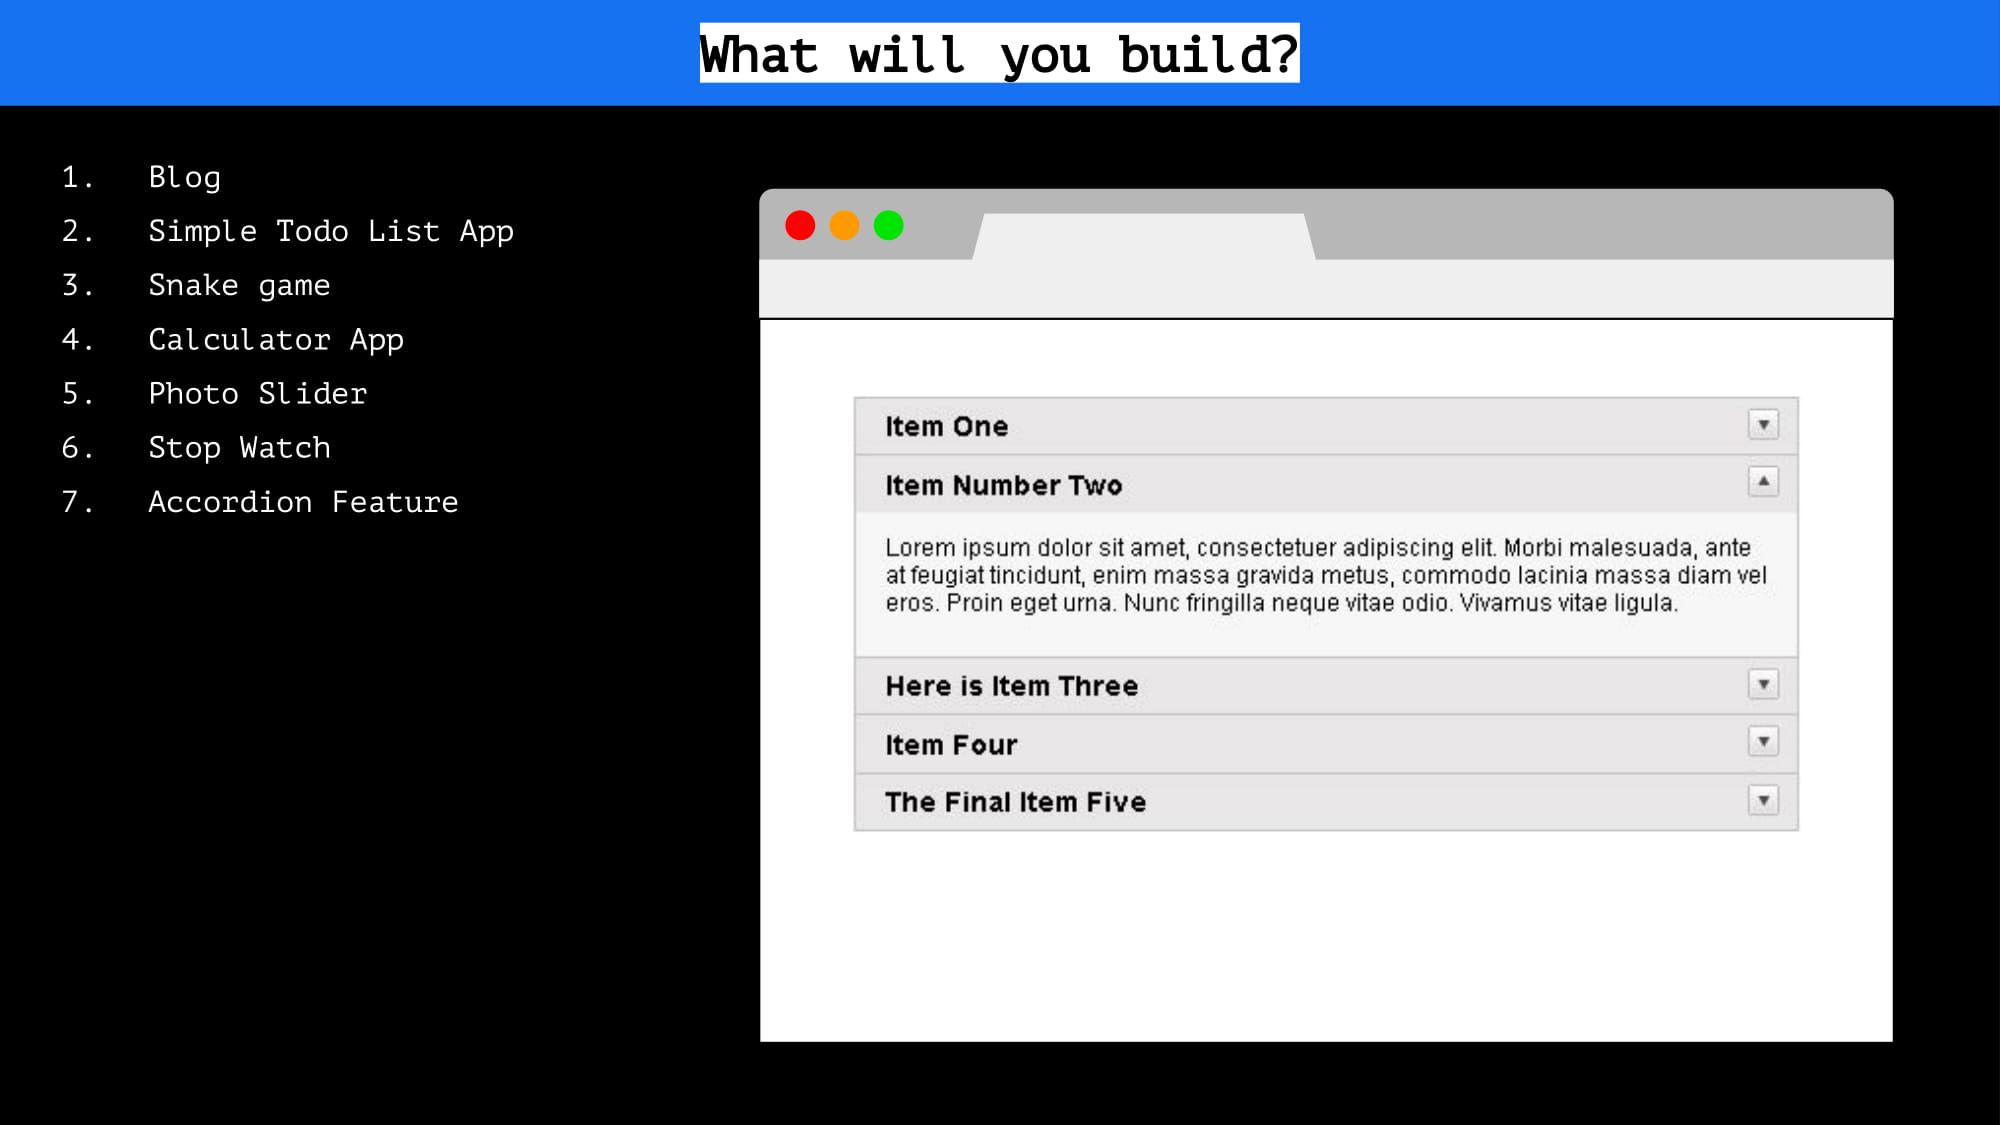 What will you build?
1. Blog
2. Simple Todo List App
3. Snake game
4. Calculator App
5. Photo Slider
6. Stop Watch
7. Accordion Feature
Item One
Item Number Two
Lorem ipsum dolor sit amet, consectetuer adipiscing elit. Morbi malesuada, ante
at feugiat tincidunt, enim massa gravida metus, commodo lacinia massa diam vel
eros. Proin eget urna. Nunc fringilla neque vitae odio. Vivamus vitae ligula.
Here is Item Three
Item Four
The Final Item Five